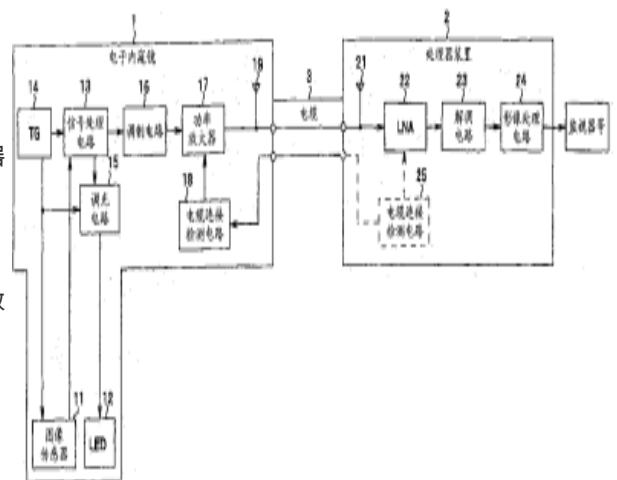 1
电子内窥镜
2
处理器装置
14
TG
13
信号处理
电路
16
调制电路
17
功率
放大器
19
3
电缆
21
22
LNA
23
解调
电路
24
影像处理
电路
监视器等
15
调光
电路
18
电缆连接
检测电路
25
电缆连接
检测电路
11
图像
传感器
12
LED
器